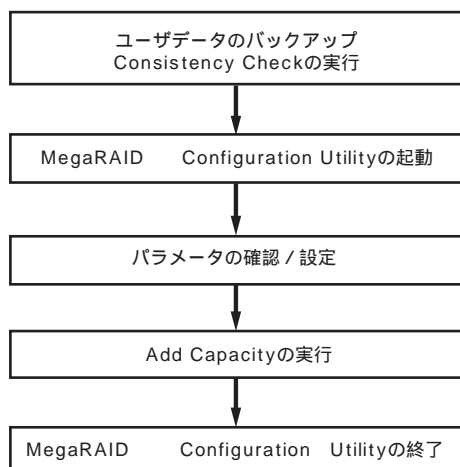 ユーザデータのバックアップ
Consistency Checkの実行
MegaRAID Configuration Utilityの起動
パラメータの確認 / 設定
Add Capacityの実行
MegaRAID Configuration Utilityの終了